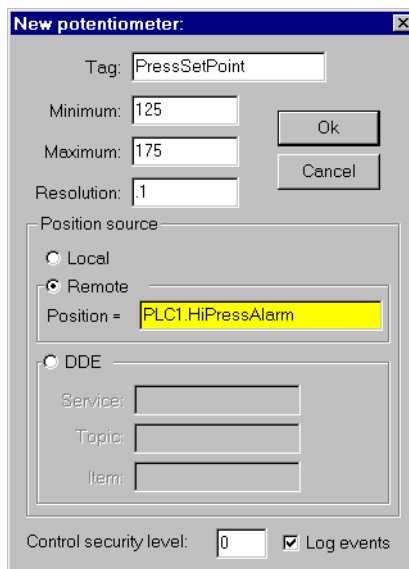 New potentiometer:
Tag: PressSetPoint
Minimum: 125
Maximum: 175
Resolution: .1
Ok
Cancel
Position source
Local
Remote
Position = PLC1.HiPressAlarm
DDE
Service:
Topic:
Item:
Control security level: 0 Log events